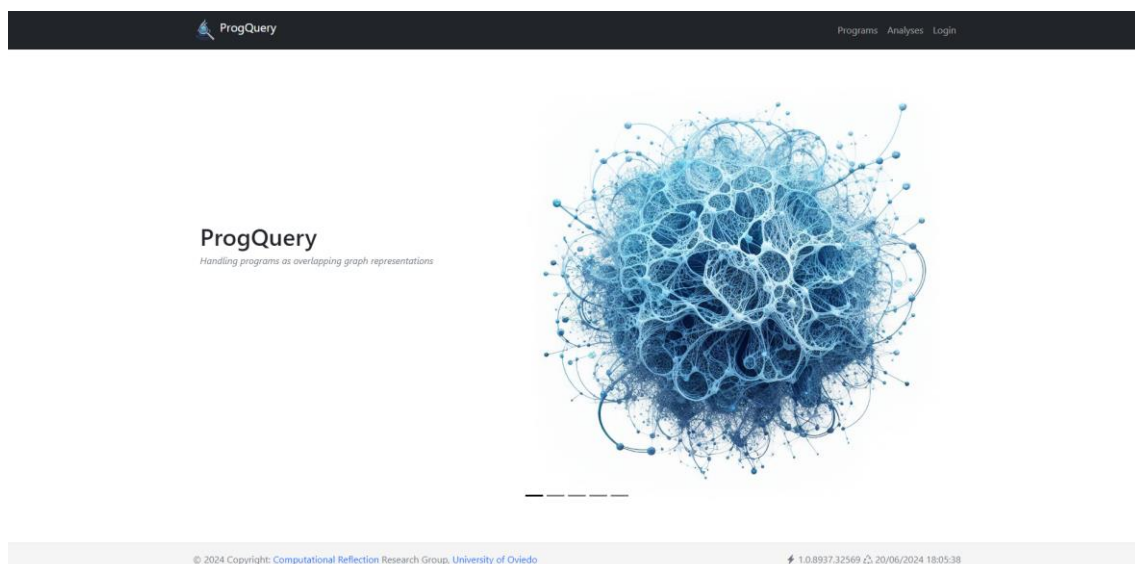 ProgQuery
Programs Analyses Login
ProgQuery
Handling programs as overlapping graph representations
© 2024 Copyright: Computational Reflection Research Group, University of Oviedo
1.0.8937.32569 20/06/2024 18:05:38